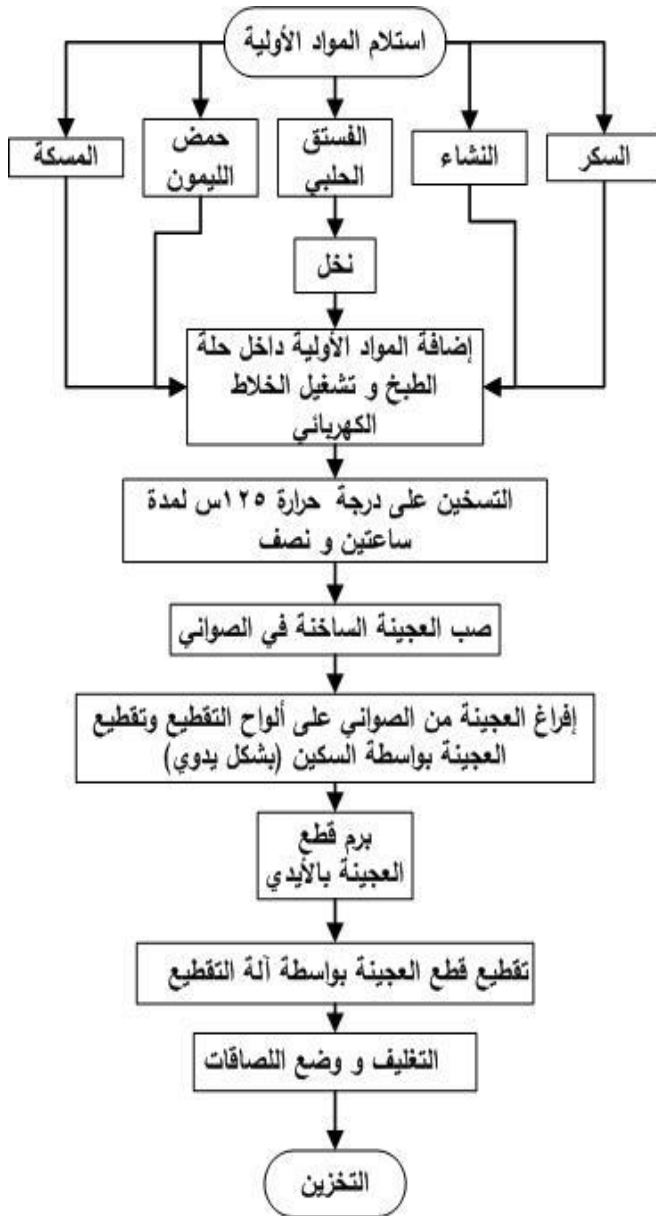 استلام المواد الأولية
السكر
النشاء
الفستق
الحلبي
حمض
الليمون
المسكة
نخل
إضافة المواد الأولية داخل حلة
الطبخ و تشغيل الخلاط
الكهربائي
التسخين على درجة حرارة ١٢٥س لمدة
ساعتين و نصف
صب العجينة الساخنة في الصواني
إفراغ العجينة من الصواني على ألواح التقطيع وتقطيع
العجينة بواسطة السكين (بشكل يدوي)
برم قطع
العجينة بالأيدي
تقطيع قطع العجينة بواسطة آلة التقطيع
التغليف و وضع اللصاقات
التخزين